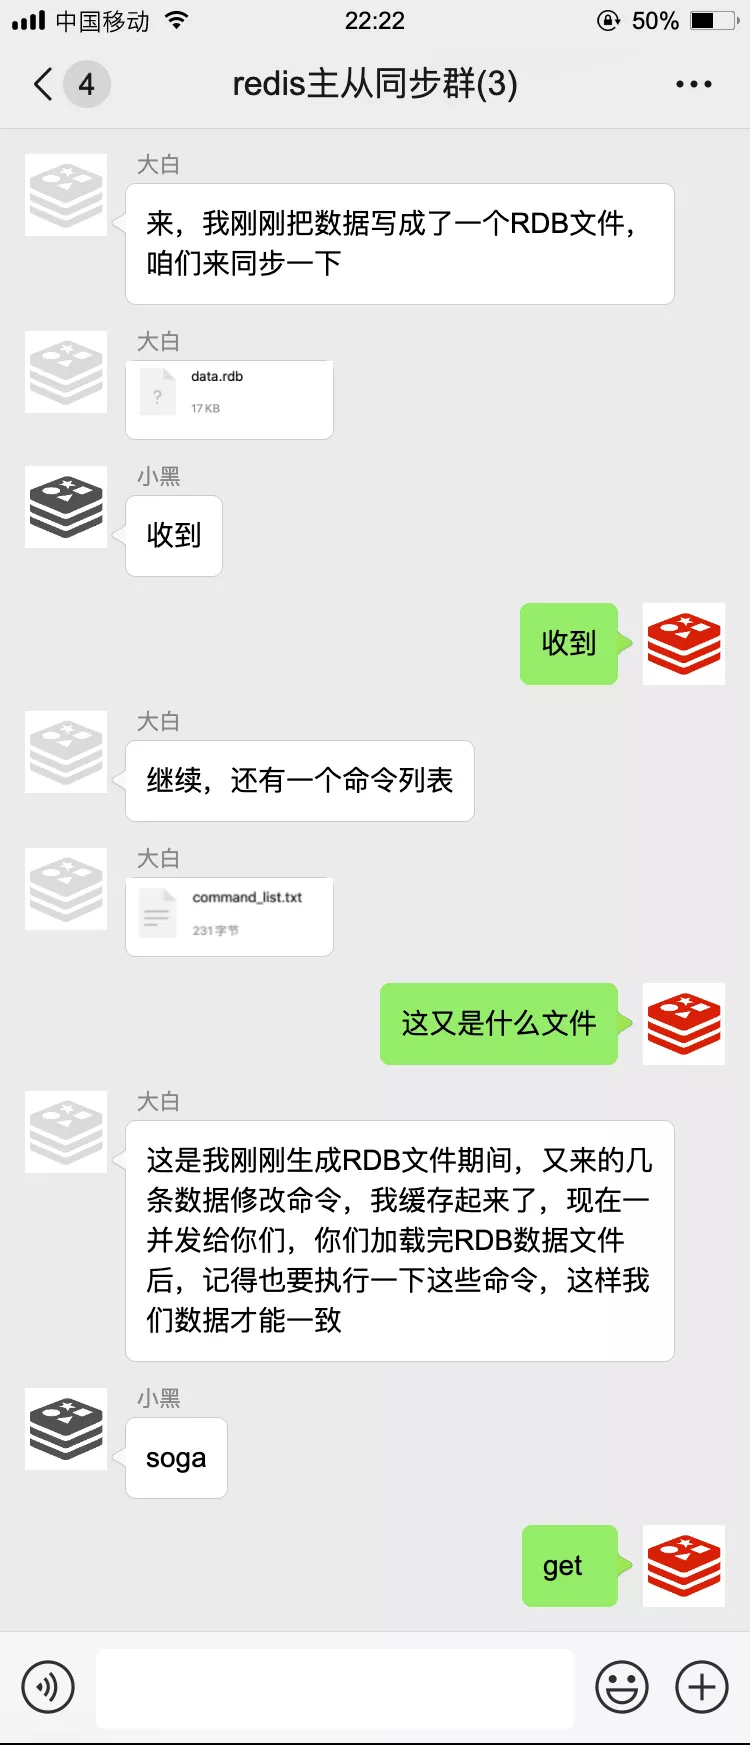 中国移动 22:22 50%
4 redis主从同步群(3)
大白
来，我刚刚把数据写成了一个RDB文件，
咱们来同步一下
大白
data.rdb
17 KB
小黑
收到
收到
大白
继续，还有一个命令列表
大白
command_list.txt
231 字节
这又是什么文件
大白
这是我刚刚生成RDB文件期间，又来的几
条数据修改命令，我缓存起来了，现在一
并发给你们，你们加载完RDB数据文件
后，记得也要执行一下这些命令，这样我
们数据才能一致
小黑
soga
get